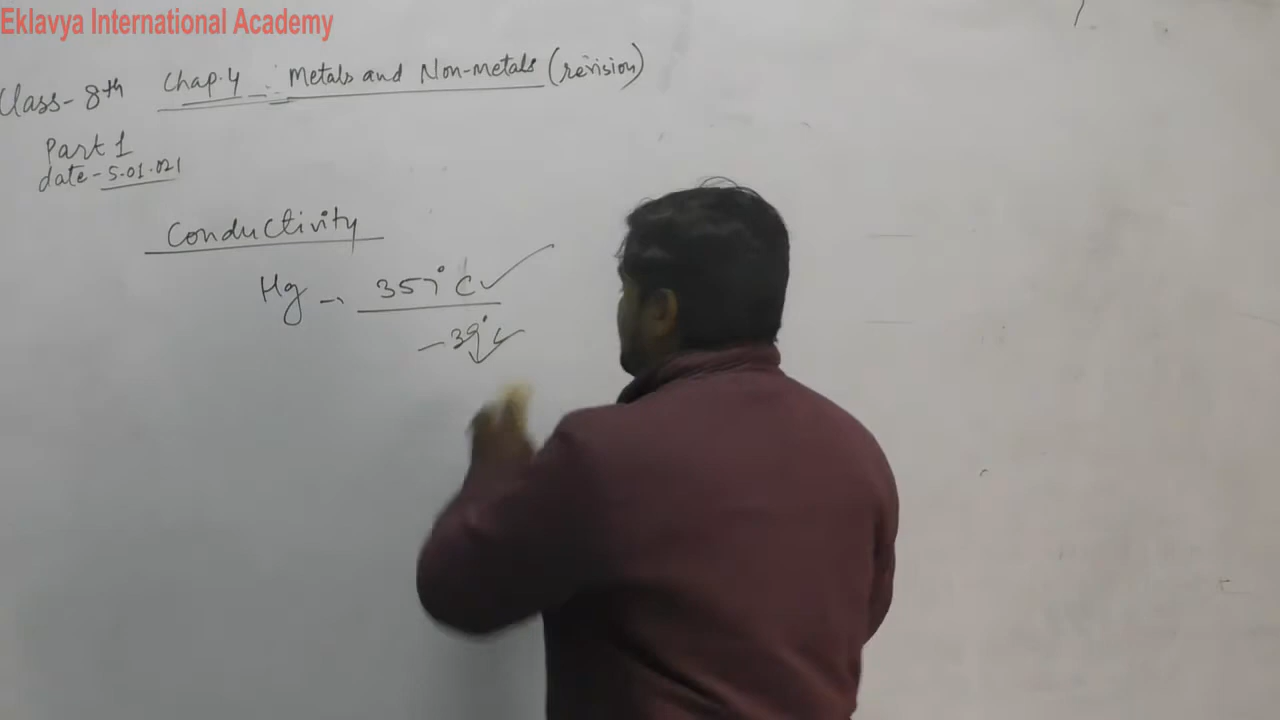 Eklavya International Academy
Class- 8th Chap.4 -: Metals and Non-metals (revision)
Part 1
date - 5.01.021
Conductivity
Hg → 357°C ✓
-39°C